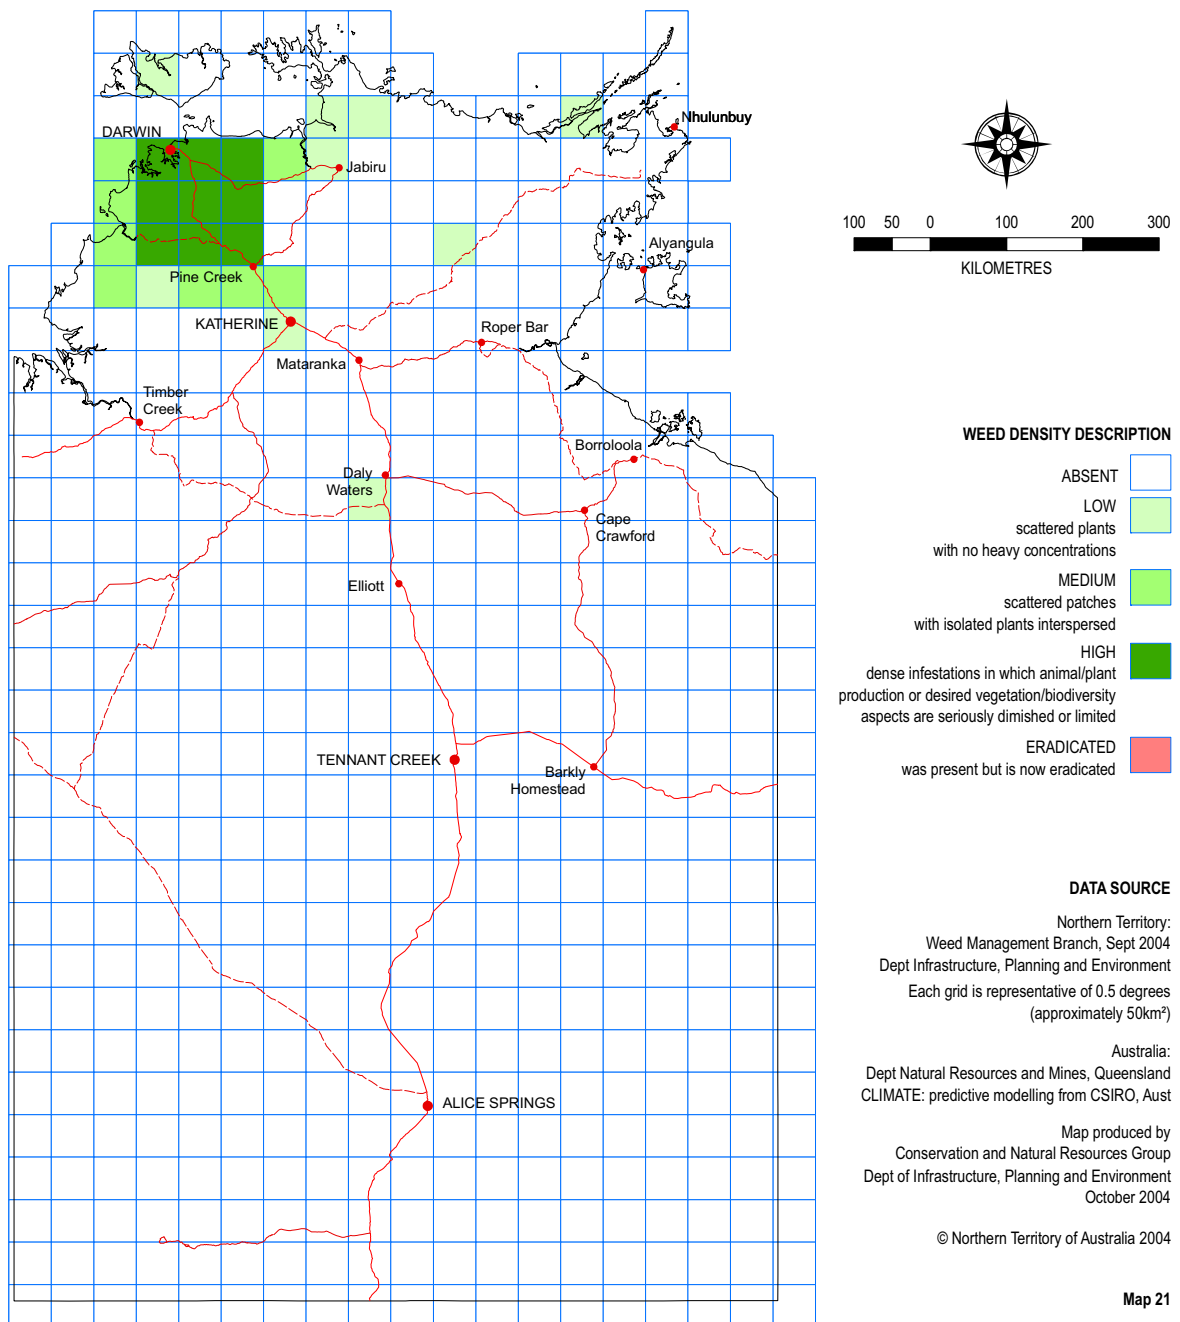 Nhulunbuy
DARWIN
Jabiru
Alyangula
Pine Creek
KATHERINE
Roper Bar
Mataranka
Timber
Creek
Borroloola
Daly
Waters
Cape
Crawford
Elliott
TENNANT CREEK
Barkly
Homestead
ALICE SPRINGS
100 50 0 100 200 300
KILOMETRES
WEED DENSITY DESCRIPTION
ABSENT
LOW
scattered plants
with no heavy concentrations
MEDIUM
scattered patches
with isolated plants interspersed
HIGH
dense infestations in which animal/plant
production or desired vegetation/biodiversity
aspects are seriously dimished or limited
ERADICATED
was present but is now eradicated
DATA SOURCE
Northern Territory:
Weed Management Branch, Sept 2004
Dept Infrastructure, Planning and Environment
Each grid is representative of 0.5 degrees
(approximately 50km²)
Australia:
Dept Natural Resources and Mines, Queensland
CLIMATE: predictive modelling from CSIRO, Aust
Map produced by
Conservation and Natural Resources Group
Dept of Infrastructure, Planning and Environment
October 2004
© Northern Territory of Australia 2004
Map 21